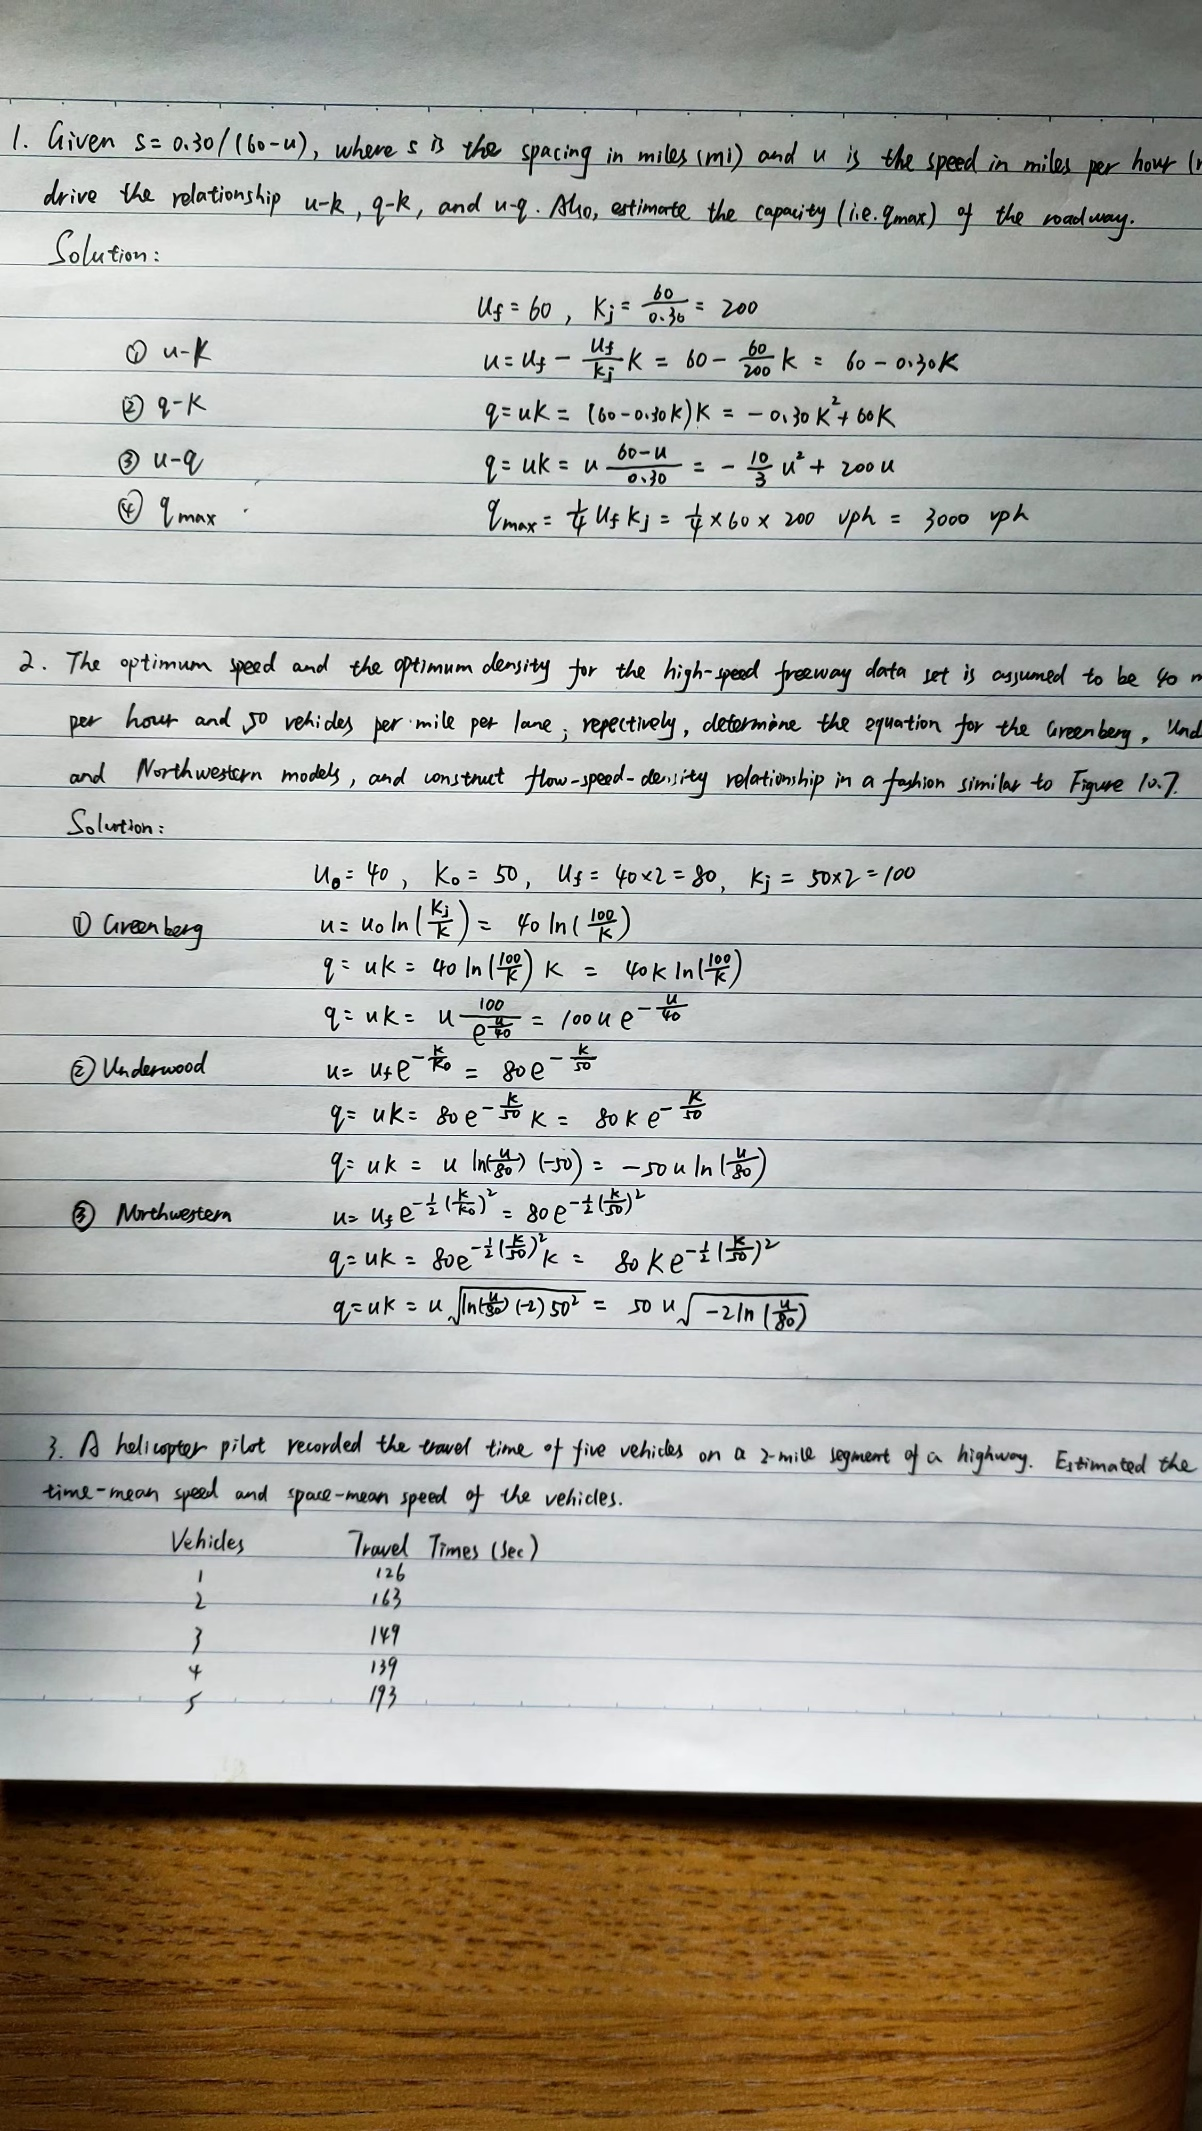 1. Given s=0.30/(60-u), where s is the spacing in miles (mi) and u is the speed in miles per hour
drive the relationship u-k, q-k, and u-q. Also, estimate the capacity (i.e. qmax) of the roadway.
Solution:
uf = 60, kj = 60/0.30 = 200
① u-k u = uf - uf/kj k = 60 - 60/200 k = 60 - 0.30k
② q-k q = uk = (60-0.30k)k = -0.30k² + 60k
③ u-q q = uk = u (60-u)/0.30 = -10/3 u² + 200u
④ qmax qmax = 1/4 uf kj = 1/4 × 60 × 200 vph = 3000 vph
2. The optimum speed and the optimum density for the high-speed freeway data set is assumed to be 40
per hour and 50 vehicles per mile per lane, repectively, determine the equation for the Greenberg,
and Northwestern models, and construct flow-speed-density relationship in a fashion similar to Figure 10.7.
Solution:
u0 = 40, k0 = 50, uf = 40×2 = 80, kj = 50×2 = 100
① Greenberg u = u0 ln(kj/k) = 40 ln(100/k)
q = uk = 40 ln(100/k) k = 40k ln(100/k)
q = uk = u 100/e^(u/40) = 100u e^(-u/40)
② Underwood u = uf e^(-k/k0) = 80e^(-k/50)
q = uk = 80e^(-k/50) k = 80k e^(-k/50)
q = uk = u ln(u/80) (-50) = -50u ln(u/80)
③ Northwestern u = uf e^(-1/2 (k/k0)²) = 80e^(-1/2 (k/50)²)
q = uk = 80e^(-1/2 (k/50)²) k = 80ke^(-1/2 (k/50)²)
q = uk = u √(ln(u/80) (-2) 50²) = 50u √(-2ln(u/80))
3. A helicopter pilot recorded the travel time of five vehicles on a 2-mile segment of a highway. Estimated the
time-mean speed and space-mean speed of the vehicles.
Vehicles Travel Times (Sec)
1 126
2 163
3 149
4 139
5 193